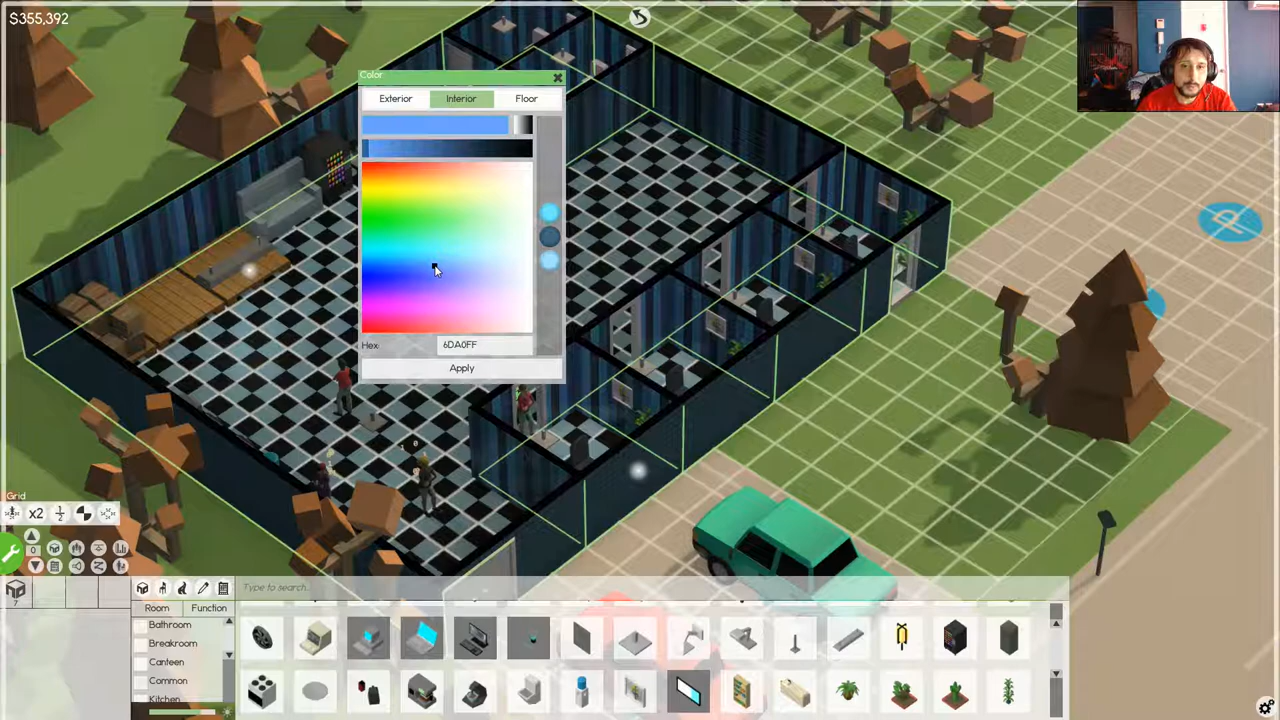 $355,392
Color
Exterior Interior Floor
Hex: 6DA0FF
Apply
Grid
x2
Type to search...
Room Function
Bathroom
Breakroom
Canteen
Common
Kitchen